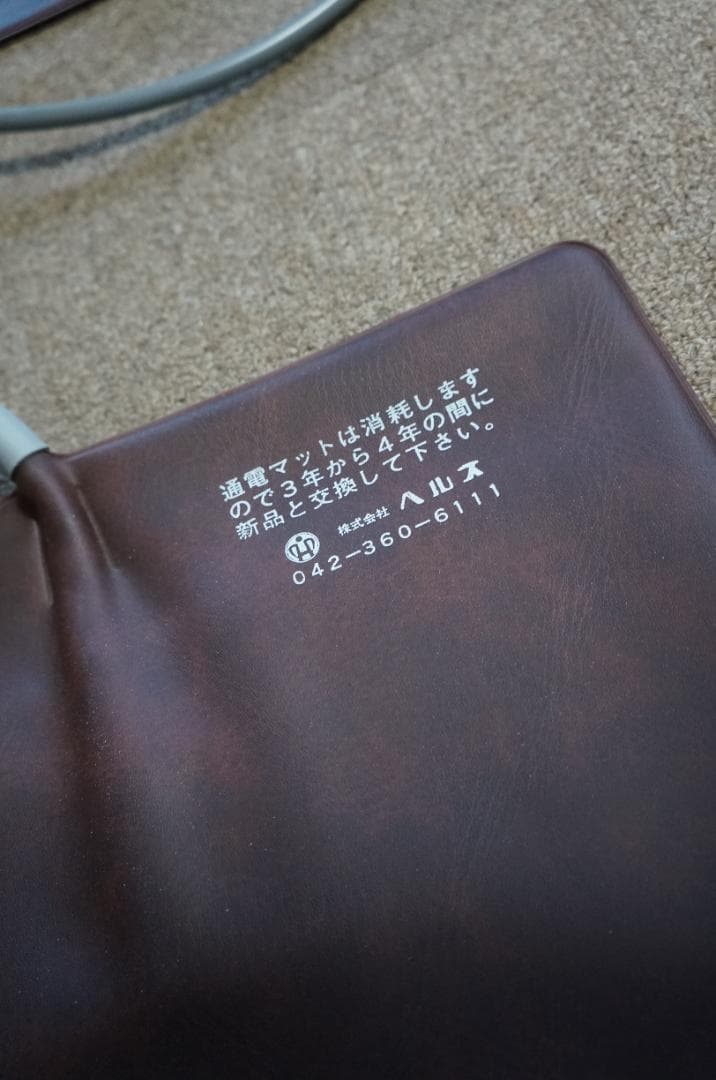 通電マットは消耗します
ので3年から4年の間に
新品と交換して下さい。
株式会社 ヘルス
042-360-6111